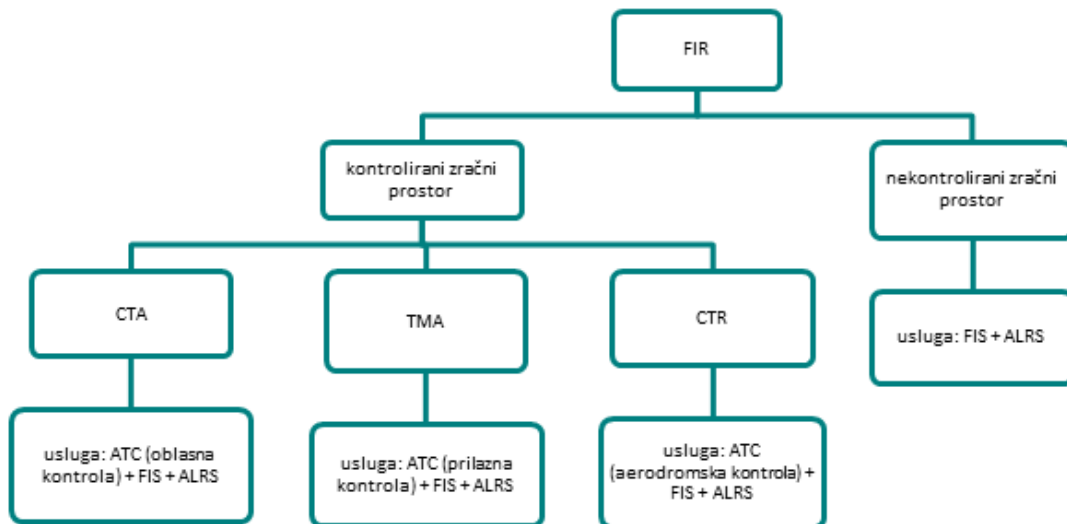 FIR
kontrolirani zračni
prostor
nekontrolirani zračni
prostor
CTA
TMA
CTR
usluga: FIS + ALRS
usluga: ATC (oblasna
kontrola) + FIS + ALRS
usluga: ATC (prilazna
kontrola) + FIS + ALRS
usluga: ATC
(aerodromska kontrola) +
FIS + ALRS